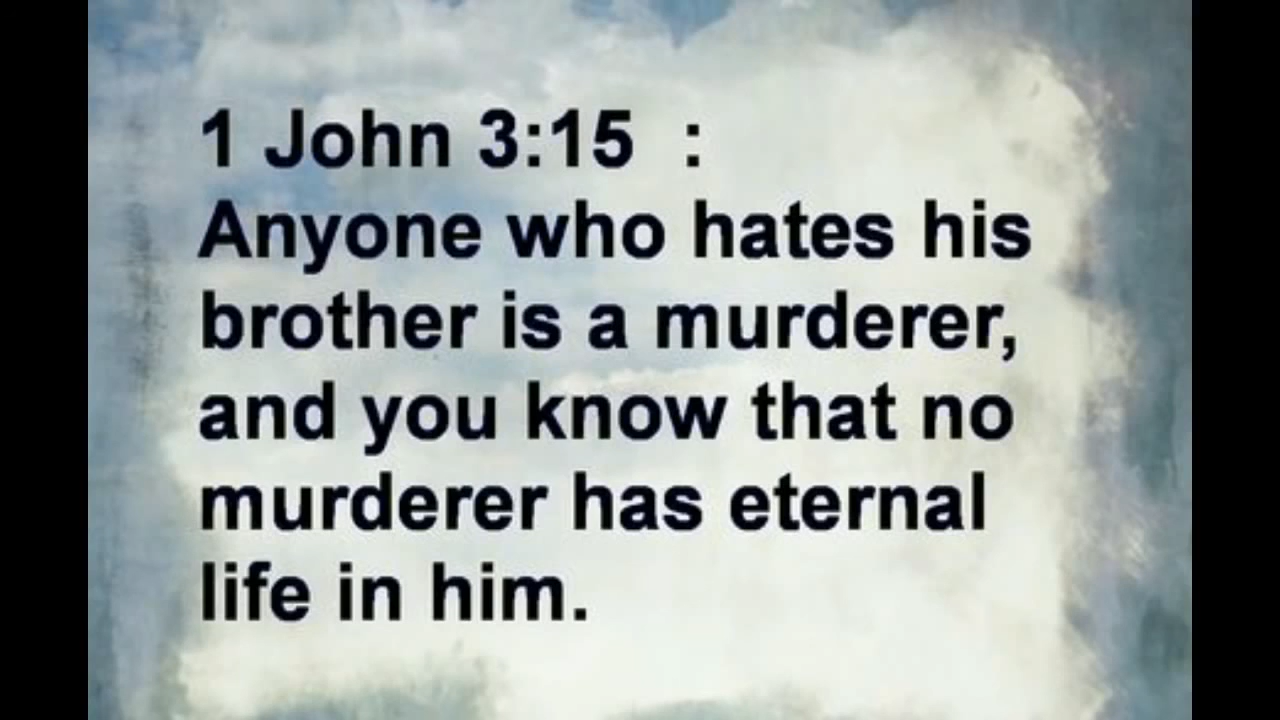 1 John 3:15  :
Anyone who hates his
brother is a murderer,
and you know that no
murderer has eternal
life in him.